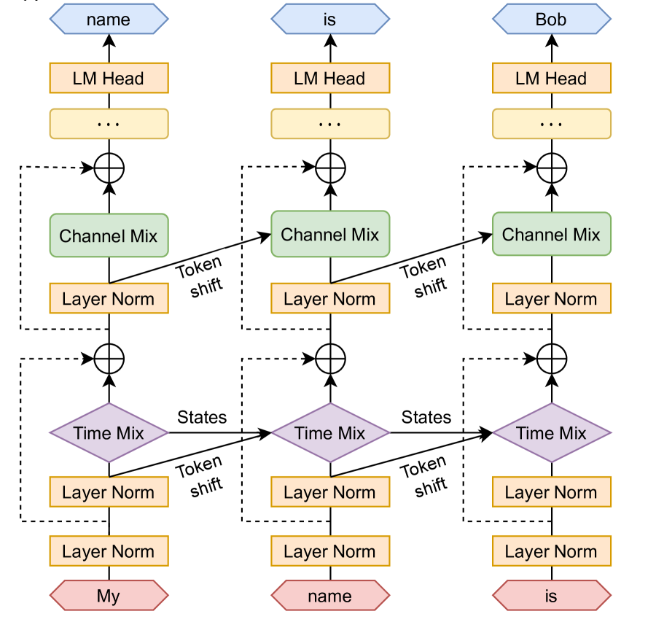 name
is
Bob
LM Head
LM Head
LM Head
...
...
...
Channel Mix
Channel Mix
Channel Mix
Token
shift
Token
shift
Layer Norm
Layer Norm
Layer Norm
States
States
Time Mix
Time Mix
Time Mix
Token
shift
Token
shift
Layer Norm
Layer Norm
Layer Norm
Layer Norm
Layer Norm
Layer Norm
My
name
is